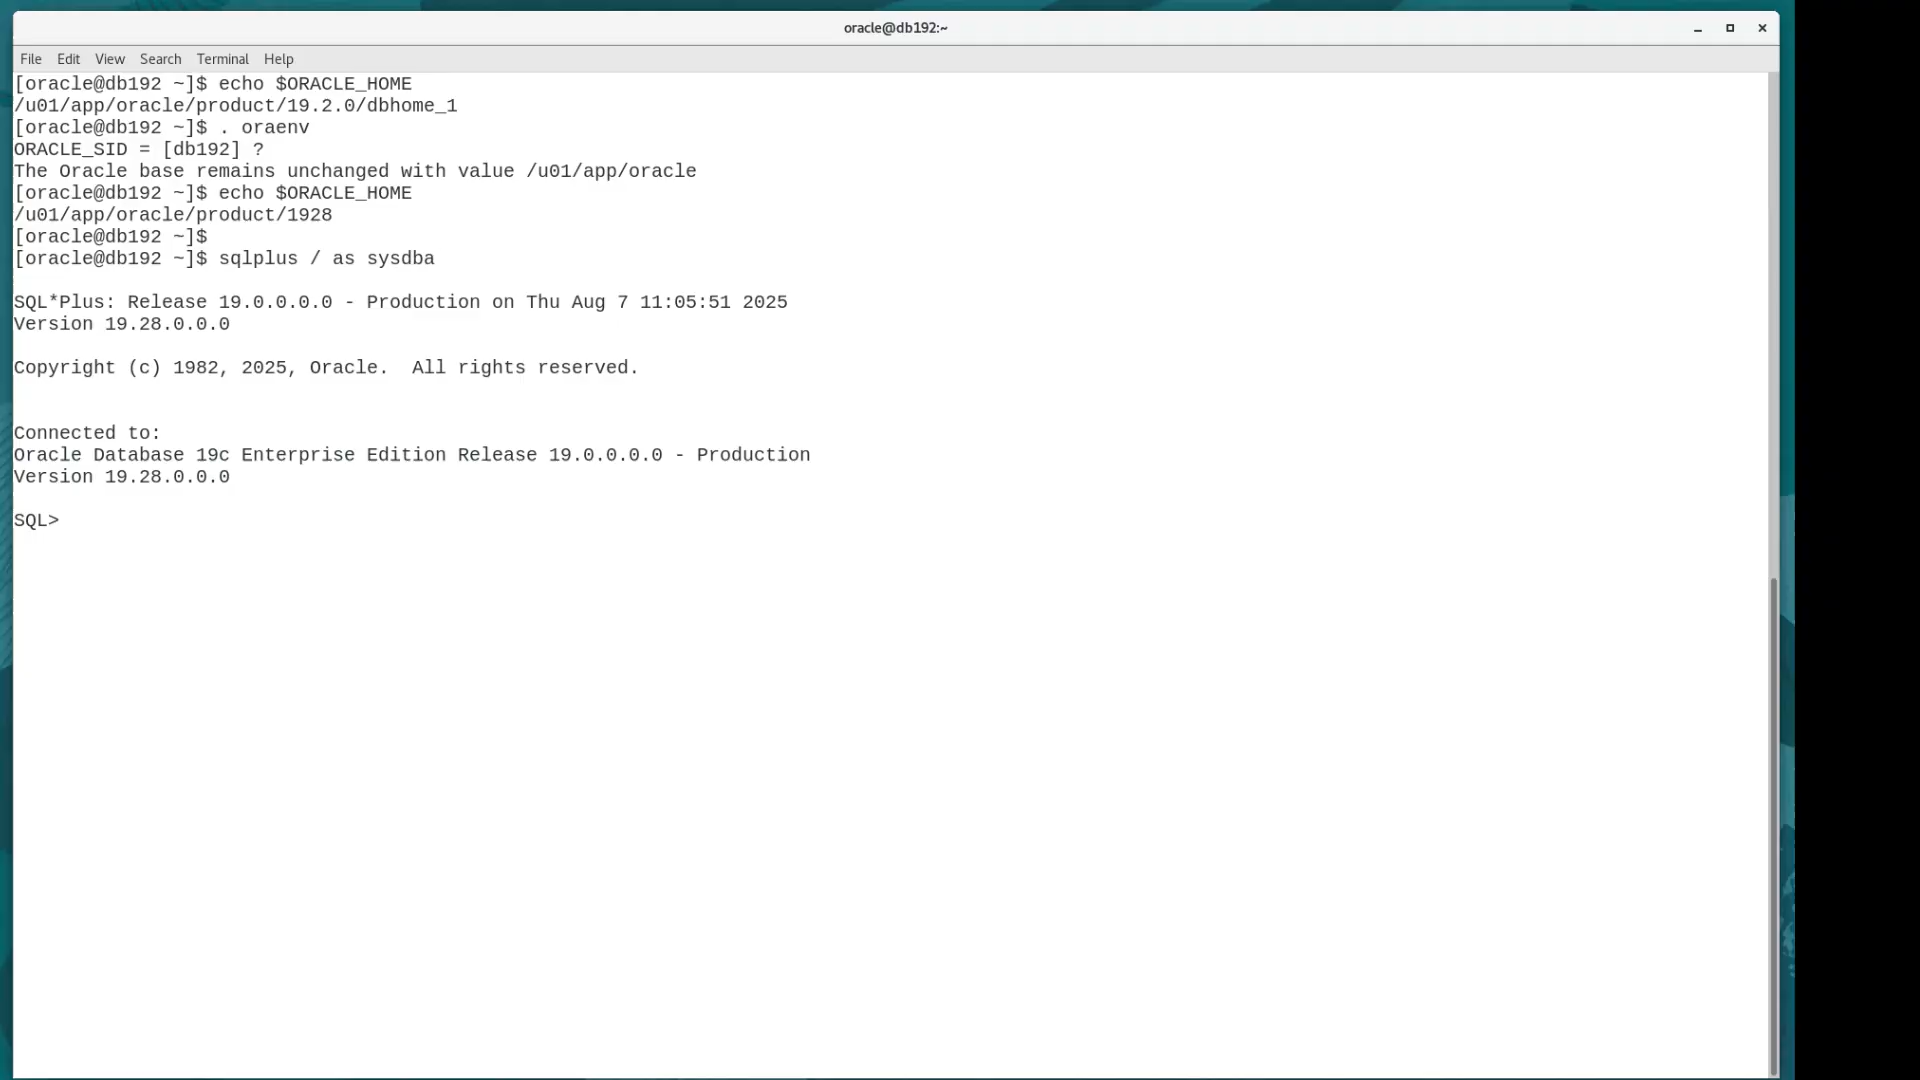 oracle@db192:~
File Edit View Search Terminal Help
[oracle@db192 ~]$ echo $ORACLE_HOME
/u01/app/oracle/product/19.2.0/dbhome_1
[oracle@db192 ~]$ . oraenv
ORACLE_SID = [db192] ?
The Oracle base remains unchanged with value /u01/app/oracle
[oracle@db192 ~]$ echo $ORACLE_HOME
/u01/app/oracle/product/1928
[oracle@db192 ~]$
[oracle@db192 ~]$ sqlplus / as sysdba
SQL*Plus: Release 19.0.0.0.0 - Production on Thu Aug 7 11:05:51 2025
Version 19.28.0.0.0
Copyright (c) 1982, 2025, Oracle.  All rights reserved.
Connected to:
Oracle Database 19c Enterprise Edition Release 19.0.0.0.0 - Production
Version 19.28.0.0.0
SQL>